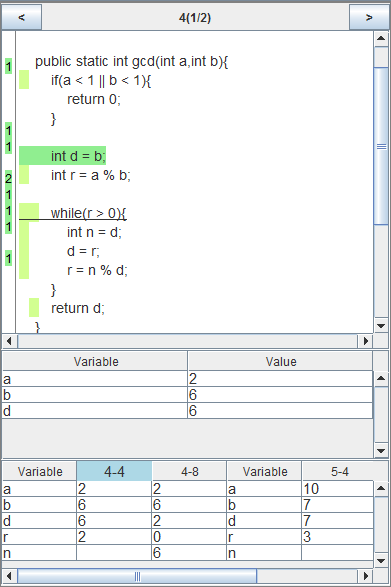 < 4(1/2) >
1 public static int gcd(int a,int b){
if(a < 1 || b < 1){
return 0;
}
1
1 int d = b;
2 int r = a % b;
1
1 while(r > 0){
1 int n = d;
d = r;
1 r = n % d;
}
return d;
}
Variable Value
a 2
b 6
d 6
Variable 4-4 4-8 Variable 5-4
a 2 2 a 10
b 6 6 b 7
d 6 2 d 7
r 2 0 r 3
n 6 n